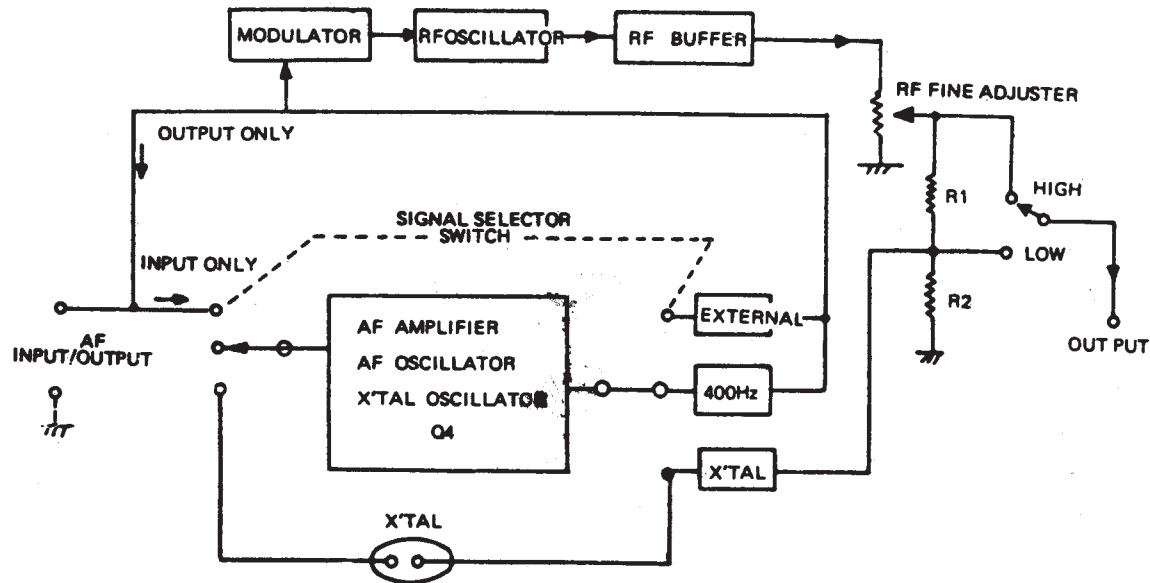 MODULATOR
RFOSCILLATOR
RF BUFFER
RF FINE ADJUSTER
OUTPUT ONLY
R1
HIGH
SIGNAL SELECTOR
SWITCH
INPUT ONLY
LOW
AF
INPUT/OUTPUT
AF AMPLIFIER
AF OSCILLATOR
X'TAL OSCILLATOR
Q4
EXTERNAL
R2
OUT PUT
400Hz
X'TAL
X'TAL